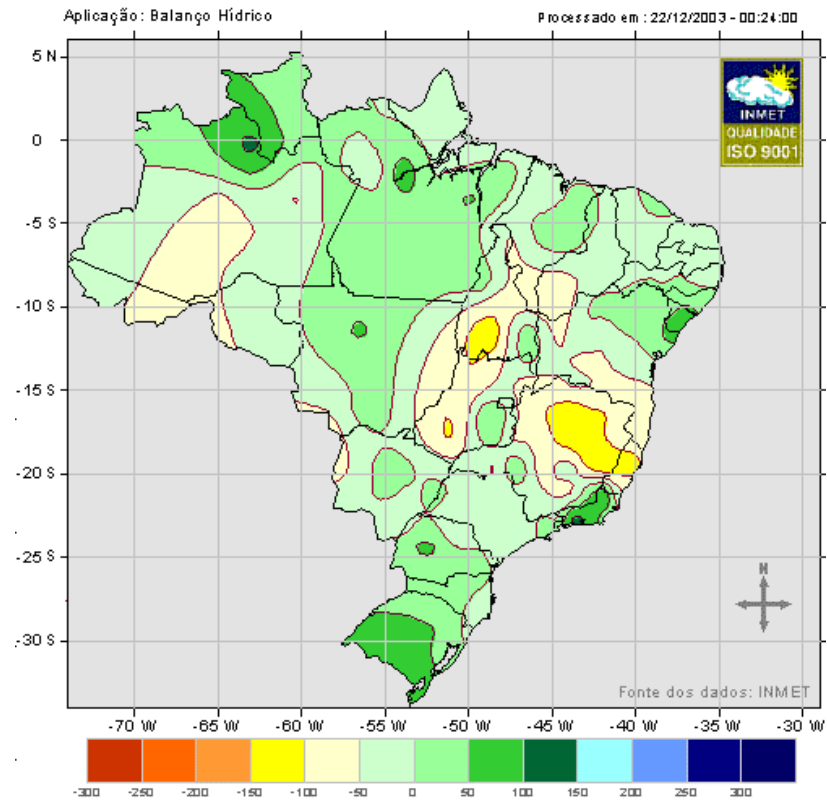 Aplicação: Balanço Hídrico
Processado em : 22/12/2003 - 00:24:00
5 N
0
-5 S
-10 S
-15 S
-20 S
-25 S
-30 S
INMET
QUALIDADE
ISO 9001
N
Fonte dos dados: INMET
-70 W -65 W -60 W -55 W -50 W -45 W -40 W -35 W -30 W
-300 -250 -200 -150 -100 -50 0 50 100 150 200 250 300